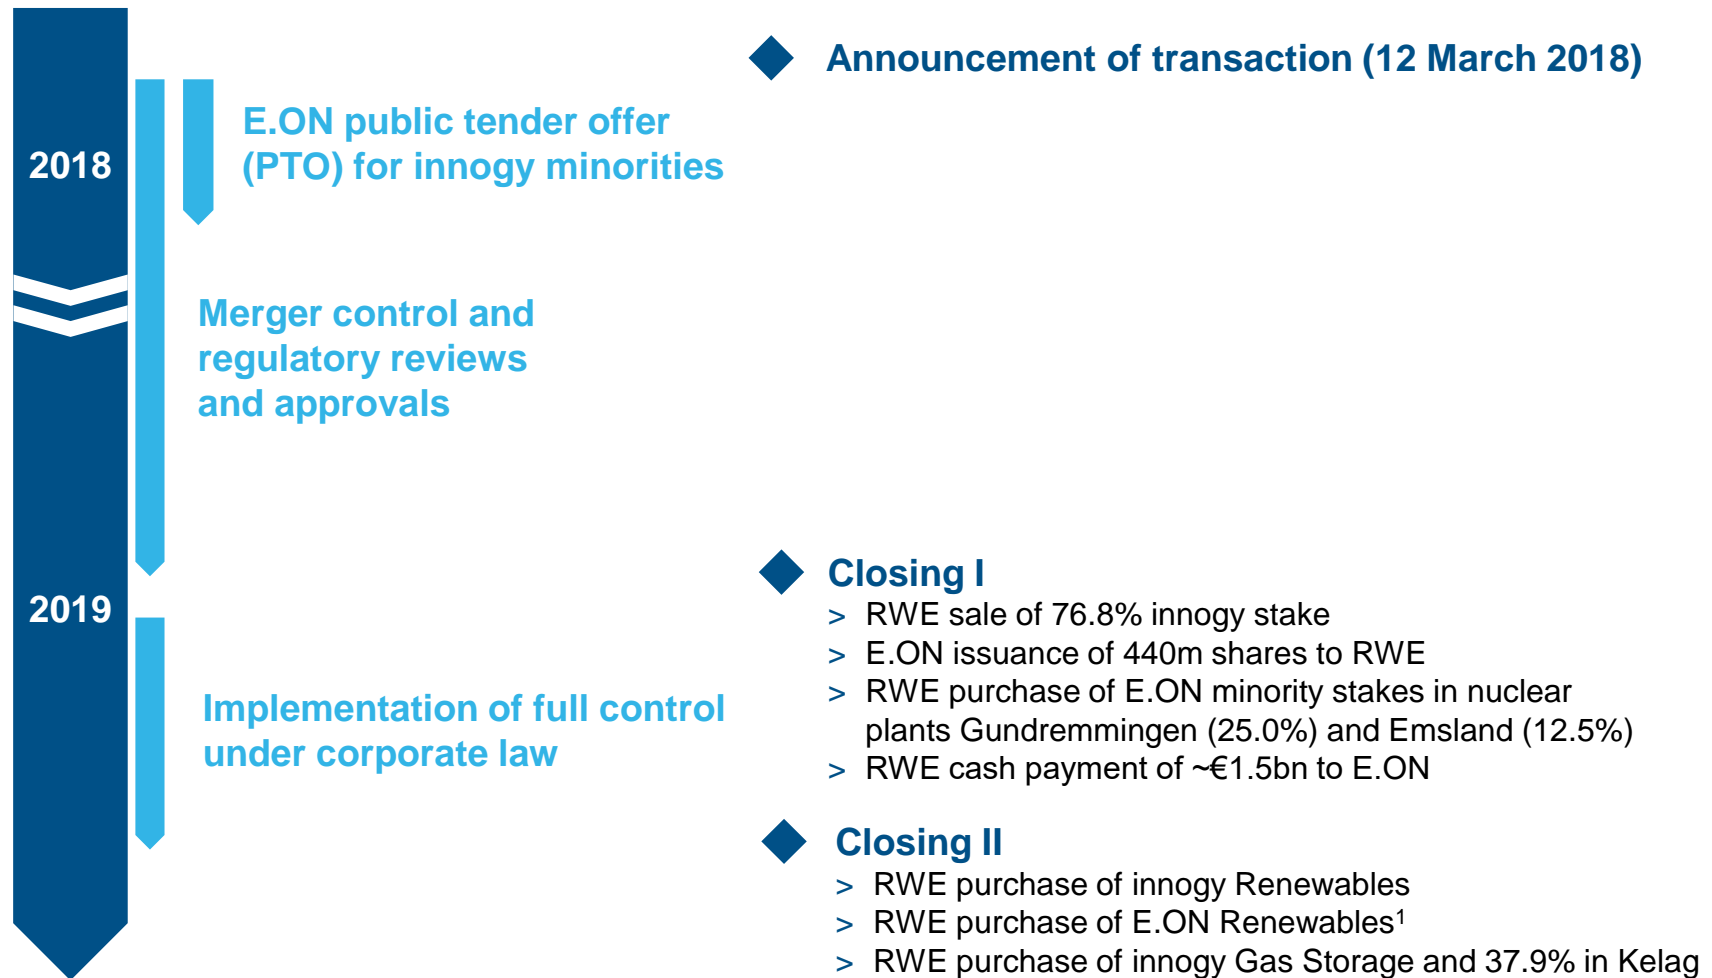 Announcement of transaction (12 March 2018)
E.ON public tender offer
(PTO) for innogy minorities
2018
Merger control and
regulatory reviews
and approvals
2019
Closing I
> RWE sale of 76.8% innogy stake
> E.ON issuance of 440m shares to RWE
> RWE purchase of E.ON minority stakes in nuclear
plants Gundremmingen (25.0%) and Emsland (12.5%)
> RWE cash payment of ~€1.5bn to E.ON
Implementation of full control
under corporate law
Closing II
> RWE purchase of innogy Renewables
> RWE purchase of E.ON Renewables¹
> RWE purchase of innogy Gas Storage and 37.9% in Kelag